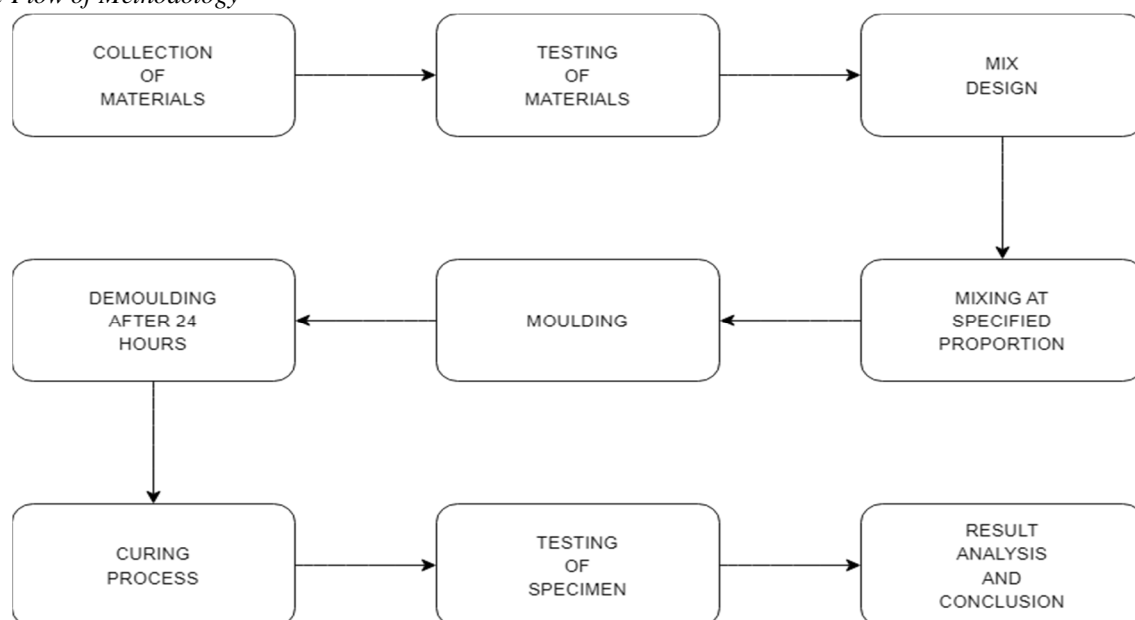 Flow of Methodology
COLLECTION
OF
MATERIALS
TESTING
OF
MATERIALS
MIX
DESIGN
MIXING AT
SPECIFIED
PROPORTION
MOULDING
DEMOULDING
AFTER 24
HOURS
CURING
PROCESS
TESTING
OF
SPECIMEN
RESULT
ANALYSIS
AND
CONCLUSION